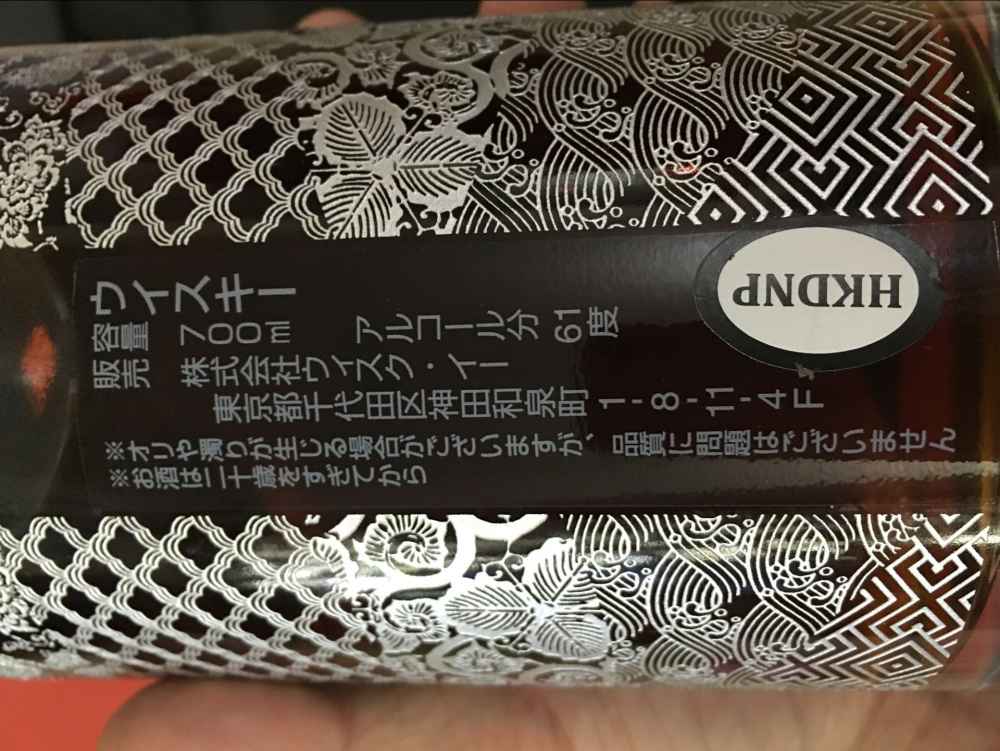 ウイスキー
容量 700ml アルコール分 61度
販売 株式会社ウィスク・イー
東京都千代田区神田和泉町 1-8-11-4F
※オリや濁りが生じる場合がございますが、品質に問題はございません
※お酒は二十歳をすぎてから
HKDNP